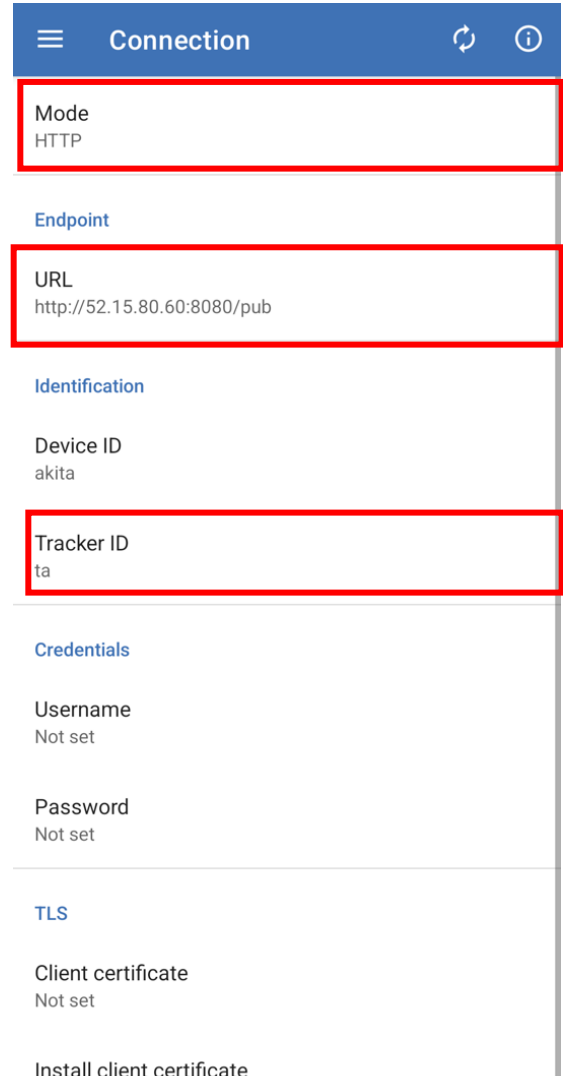 Connection
Mode
HTTP
Endpoint
URL
http://52.15.80.60:8080/pub
Identification
Device ID
akita
Tracker ID
ta
Credentials
Username
Not set
Password
Not set
TLS
Client certificate
Not set
Install client certificate